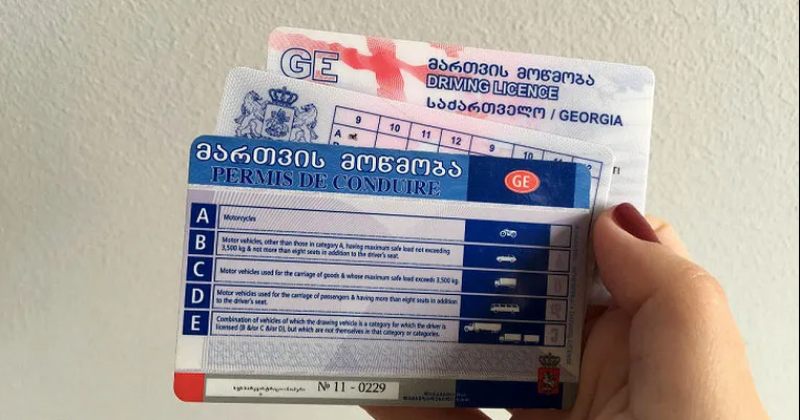 GE
მართვის მოწმობა
DRIVING LICENCE
საქართველო / GEORGIA
9 10 11 12 9 10 11 12
A
მართვის მოწმობა
PERMIS DE CONDUIRE
GE
A Motorcycles
B Motor vehicles, other than those in category A, having maximum safe load not exceeding
3,500 kg & not more than eight seats in addition to the driver's seat.
C Motor vehicles used for the carriage of goods & whose maximum safe load exceeds 3,500 kg.
D Motor vehicles used for the carriage of passengers & having more than eight seats in addition
to the driver's seat.
E Combination of vehicles of which the drawing vehicle is a category for which the driver is
licensed (B &/or C &/or D), but which are not themselves in that category or categories.
№ 11 - 0229